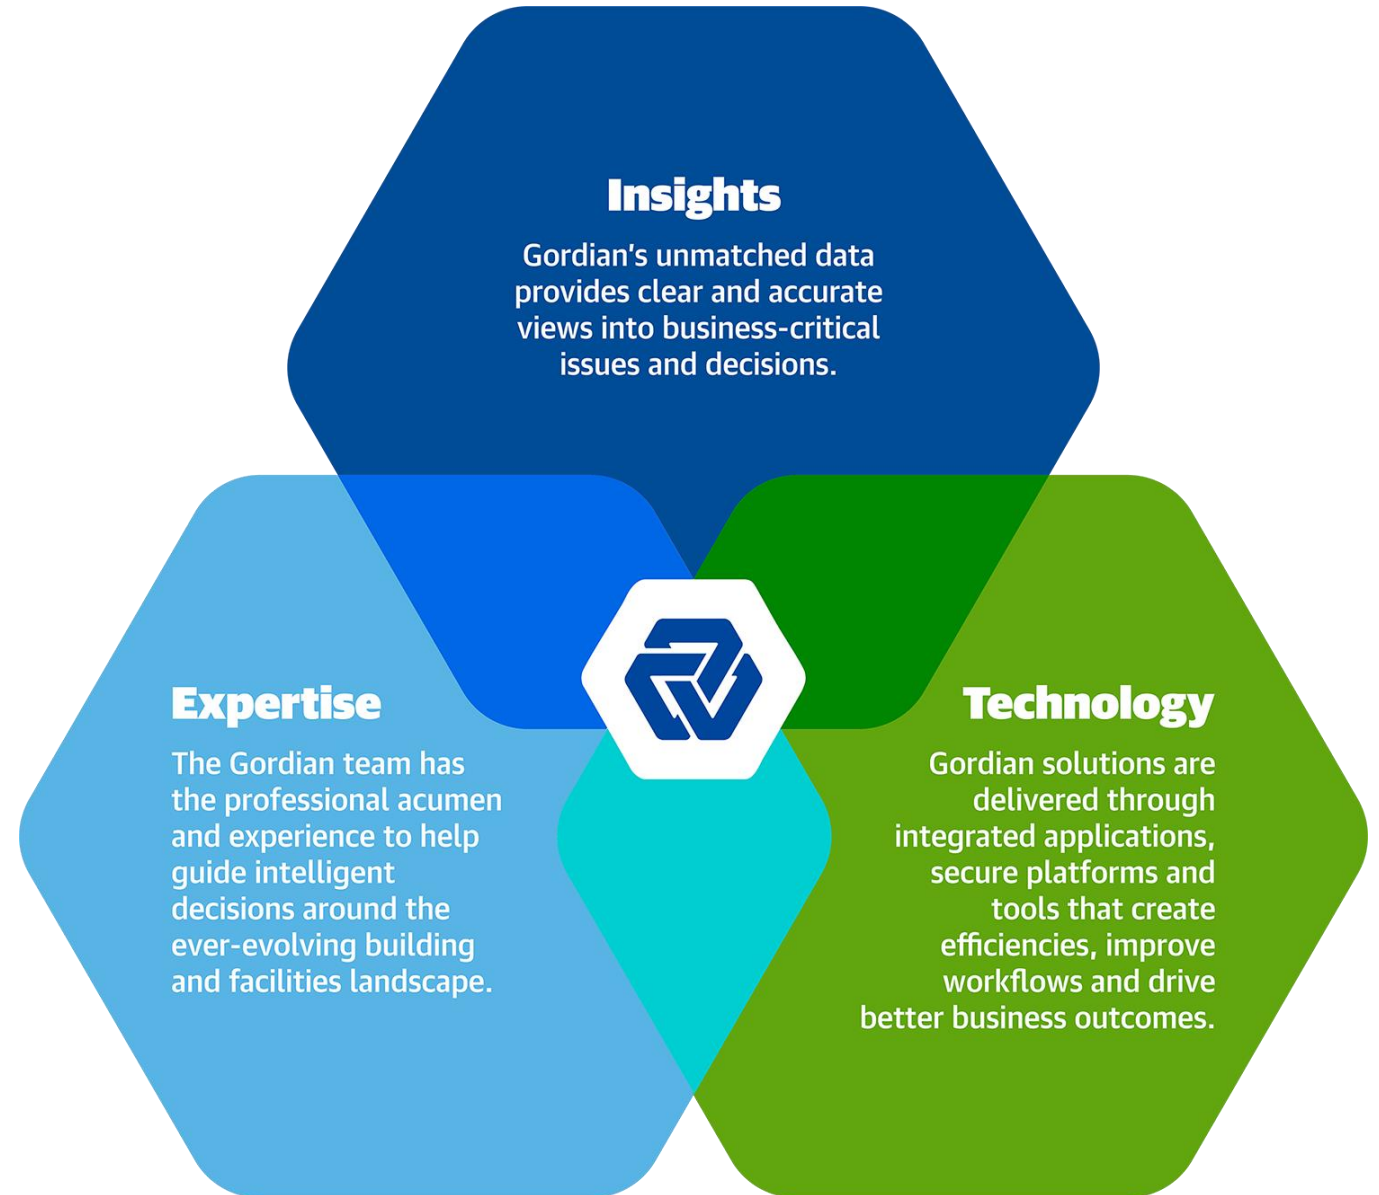 Insights
Gordian's unmatched data
provides clear and accurate
views into business-critical
issues and decisions.
Expertise
The Gordian team has
the professional acumen
and experience to help
guide intelligent
decisions around the
ever-evolving building
and facilities landscape.
Technology
Gordian solutions are
delivered through
integrated applications,
secure platforms and
tools that create
efficiencies, improve
workflows and drive
better business outcomes.